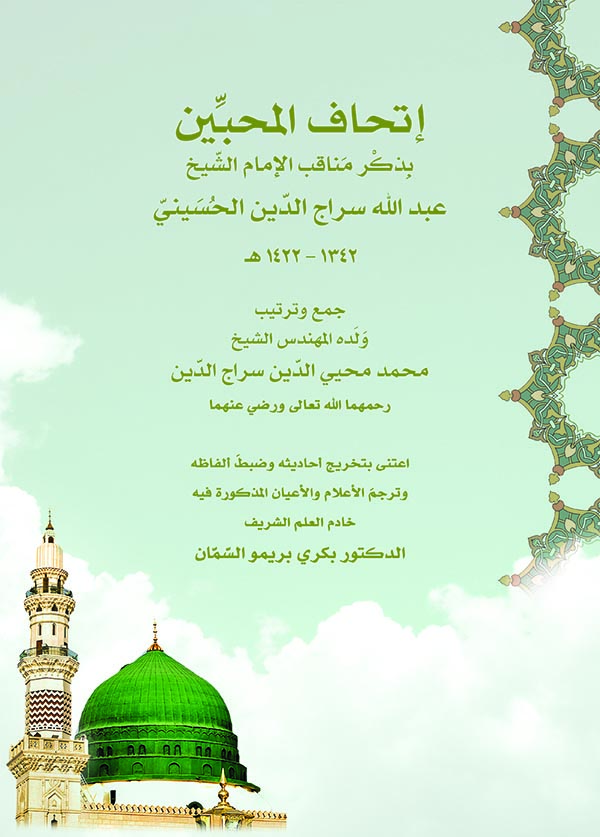 إتحاف المحبِّين
بِذكْر مَناقب الإمام الشّيخ
عبد الله سراج الدّين الحُسَينيّ
١٣٤٢ - ١٤٢٢ هـ
جمع وترتيب
وَلَده المهندس الشيخ
محمد محيي الدّين سراج الدّين
رحمهما الله تعالى ورضي عنهما
اعتنى بتخريج أحاديثه وضبطَ ألفاظه
وترجمَ الأعلام والأعيان المذكورة فيه
خادم العلم الشريف
الدكتور بكري بريمو السّمّان